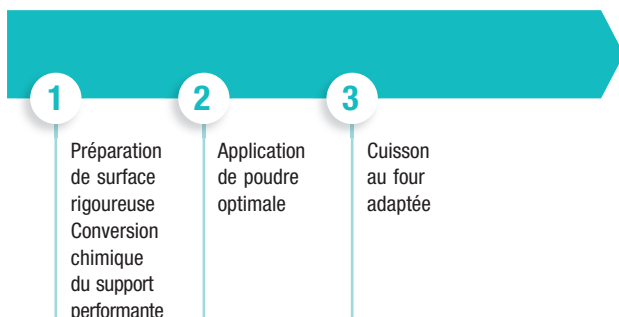 1
Préparation
de surface
rigoureuse
Conversion
chimique
du support
performante
2
Application
de poudre
optimale
3
Cuisson
au four
adaptée